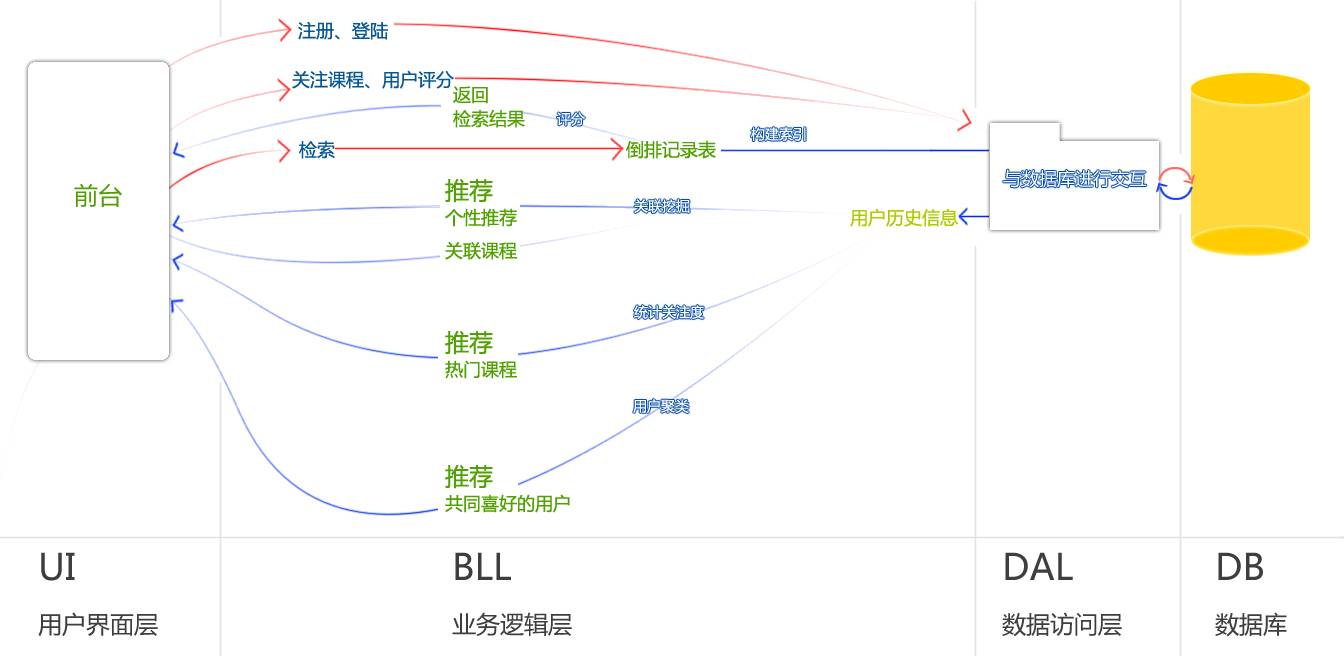 注册、登陆
关注课程、用户评分
返回
检索结果
评分
构建索引
检索
倒排记录表
与数据库进行交互
前台
推荐
个性推荐
关联挖掘
用户历史信息
关联课程
统计关注度
推荐
热门课程
用户聚类
推荐
共同喜好的用户
UI
BLL
DAL
DB
用户界面层
业务逻辑层
数据访问层
数据库